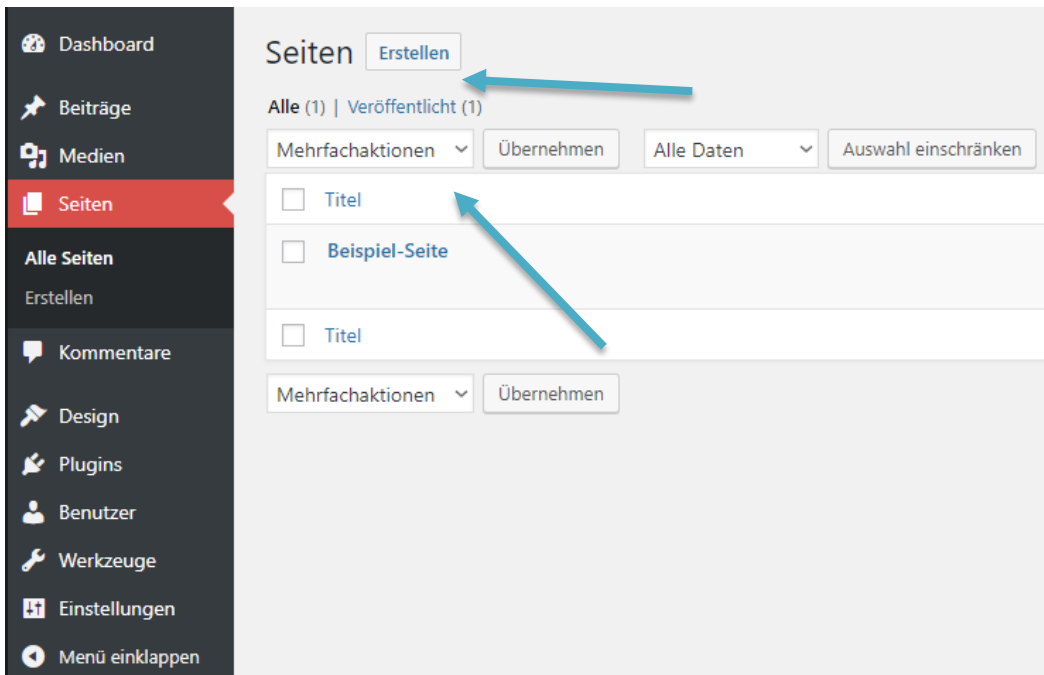 Dashboard
Beiträge
Medien
Seiten
Alle Seiten
Erstellen
Kommentare
Design
Plugins
Benutzer
Werkzeuge
Einstellungen
Menü einklappen
Seiten Erstellen
Alle (1) | Veröffentlicht (1)
Mehrfachaktionen Übernehmen Alle Daten Auswahl einschränken
Titel
Beispiel-Seite
Titel
Mehrfachaktionen Übernehmen